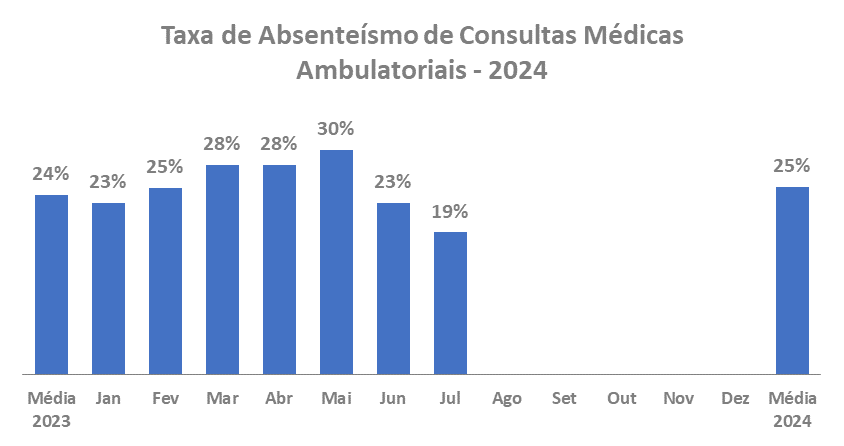 Taxa de Absenteísmo de Consultas Médicas
Ambulatoriais - 2024
24%
23%
25%
28%
28%
30%
23%
19%
25%
Média
2023
Jan
Fev
Mar
Abr
Mai
Jun
Jul
Ago
Set
Out
Nov
Dez
Média
2024